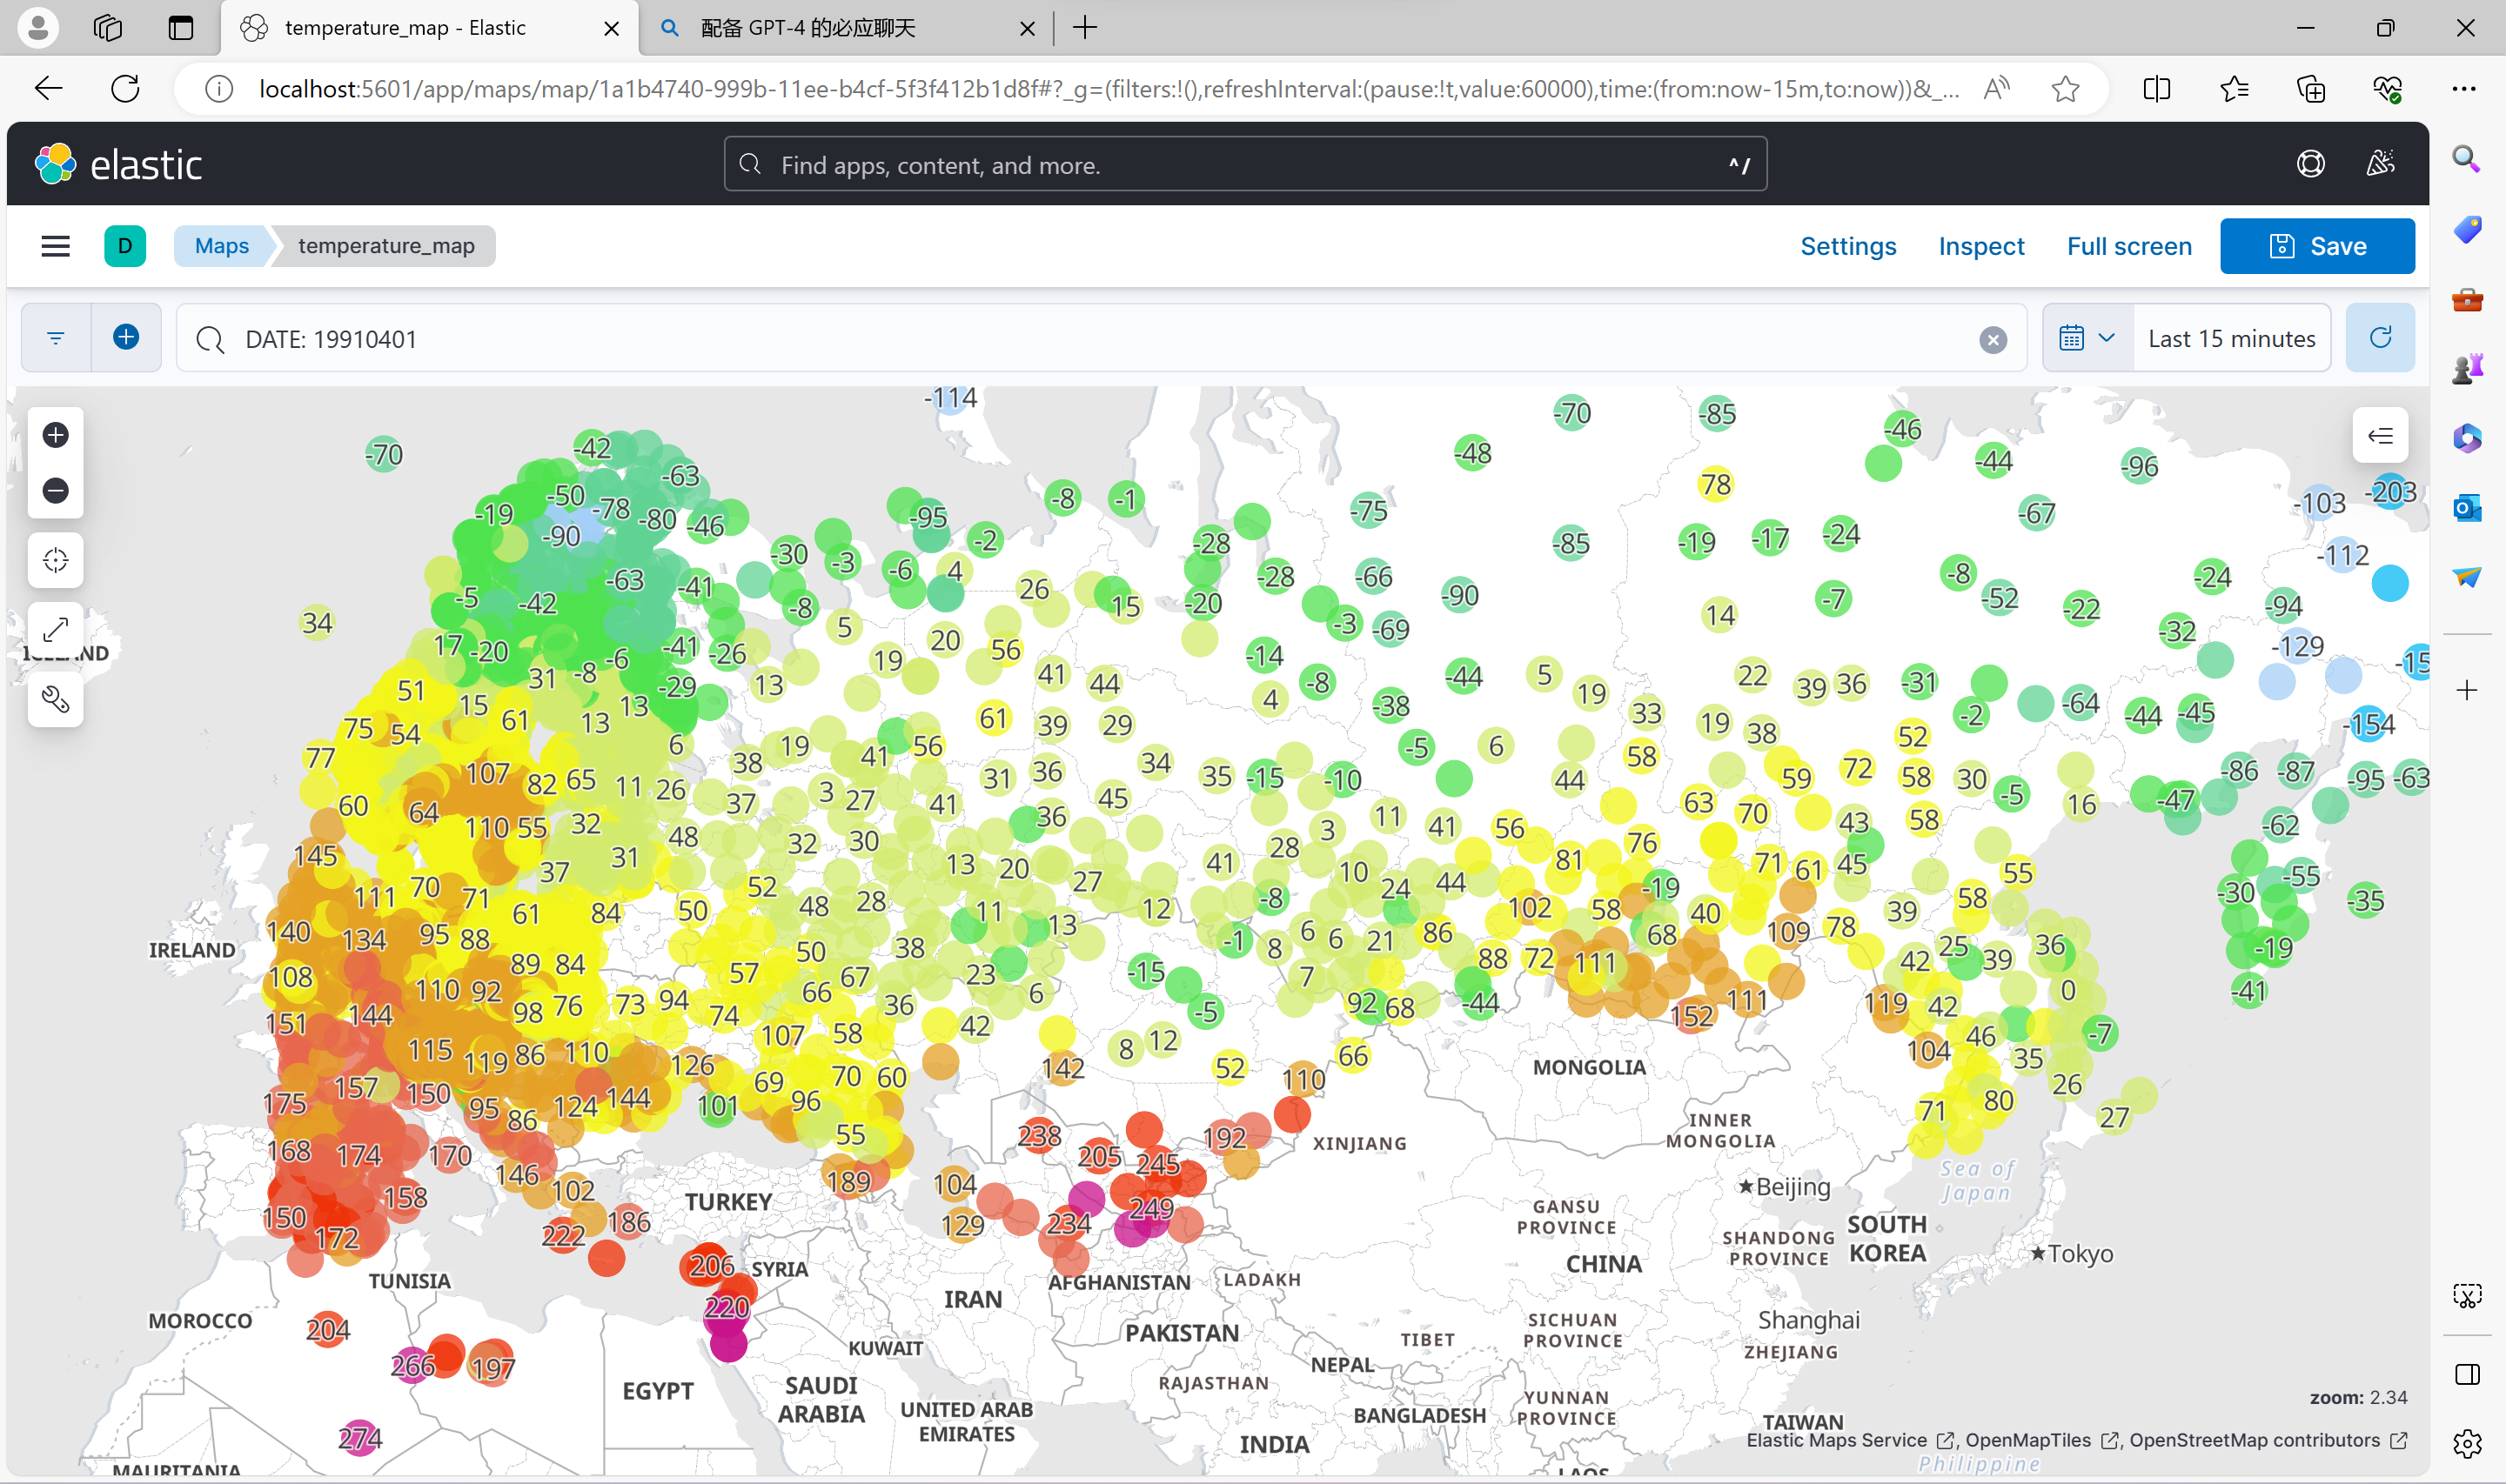 temperature_map - Elastic
配备 GPT-4 的必应聊天
localhost:5601/app/maps/map/1a1b4740-999b-11ee-b4cf-5f3f412b1d8f#?_g=(filters:!(),refreshInterval:(pause:!t,value:60000),time:(from:now-15m,to:now))&_...
elastic
Find apps, content, and more.
^/
D
Maps
temperature_map
Settings
Inspect
Full screen
Save
DATE: 19910401
Last 15 minutes
-114
-70 -85 -46
-70 -42 -48 -44 -96
-63 78
-50 -8 -1 -103 -203
-19 -78 -80 -46 -95 -75 -67
-90 -2 -28 -85 -19 -17 -24
-30 -3 -112
-63 -41 -6 4 26 -28 -66 -8 -24
-5 -42 -8 15 -20 -90 -7 -52 -22 -94
34 5 -3 -69 14 -32
ICELAND
17 -20 -6 -41 -26 20 56 -14 -129
31 -8 -29 13 19 41 44 -8 -44 5 22 39 36 -31 -15
51 15 61 13 13 61 39 29 4 -38 19 33 19 38 -2 -64 -44 -45 -154
75 54 6 19 41 56 -5 6 58 52
77 107 82 65 11 26 38 31 36 34 35 -15 -10 44 59 72 58 30 -5 -86 -87 -95 -63
60 64 37 3 27 41 45 63 70 16 -47
110 55 32 48 32 30 36 3 11 41 56 76 43 58 -62
145 37 31 13 20 41 28 10 81 71 61 45 55
111 70 71 52 27 24 44 -19 58 -30 -55
61 84 50 48 28 11 12 -8 102 58 40 39 -35
IRELAND
140 134 95 88 50 38 13 -1 8 6 6 21 86 68 109 78 42 25 39 36 -19
108 89 84 57 67 23 -15 7 88 72 111
110 92 66 36 6 92 68 -44 111 119 42 0 -41
151 144 98 76 73 94 74 107 58 42 -5 152 46 -7
115 119 86 110 126 142 8 12 52 66 104 35
MONGOLIA
157 150 69 70 60 110 26
175 95 86 124 144 101 96 71 80 27
INNER
MONGOLIA
XINJIANG
168 174 170 55 238 205 245 192
146 102 189 104
158
Sea of
Japan
TURKEY
Beijing
150 172 222 186 129 234 249
GANSU
PROVINCE
SHANDONG
PROVINCE
SOUTH
KOREA
Tokyo
206
SYRIA
TUNISIA
AFGHANISTAN
LADAKH
CHINA
220
IRAN
MOROCCO
204
PAKISTAN
TIBET
SICHUAN
PROVINCE
Shanghai
ZHEJIANG
266 197
KUWAIT
NEPAL
EGYPT
SAUDI
ARABIA
RAJASTHAN
UNITED ARAB
EMIRATES
BANGLADESH
YUNNAN
PROVINCE
TAIWAN
274
INDIA
MAURITANIA
LAOS
Philippine
zoom: 2.34
Elastic Maps Service , OpenMapTiles , OpenStreetMap contributors